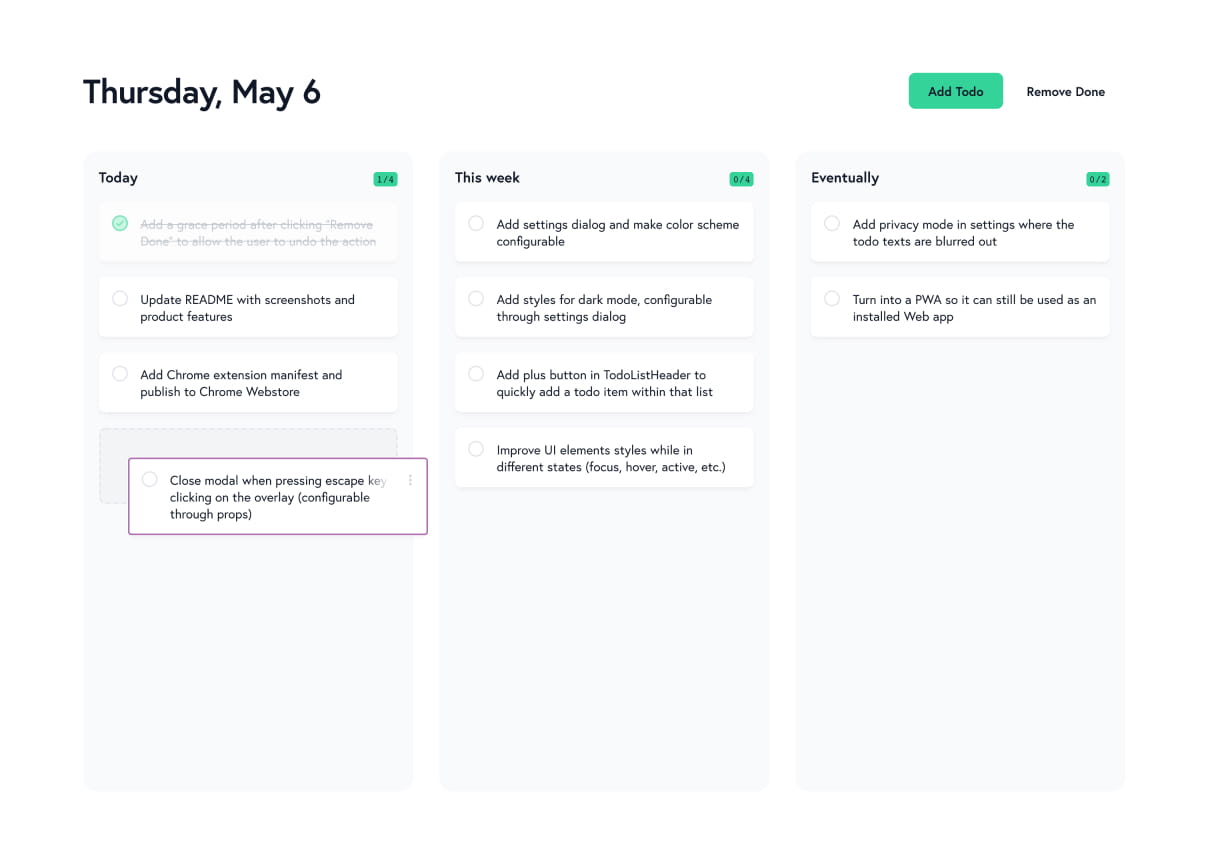 Thursday, May 6
Add Todo
Remove Done
Today
1/4
Add a grace period after clicking "Remove
Done" to allow the user to undo the action
Update README with screenshots and
product features
Add Chrome extension manifest and
publish to Chrome Webstore
Close modal when pressing escape key
clicking on the overlay (configurable
through props)
This week
0/4
Add settings dialog and make color scheme
configurable
Add styles for dark mode, configurable
through settings dialog
Add plus button in TodoListHeader to
quickly add a todo item within that list
Improve UI elements styles while in
different states (focus, hover, active, etc.)
Eventually
0/2
Add privacy mode in settings where the
todo texts are blurred out
Turn into a PWA so it can still be used as an
installed Web app